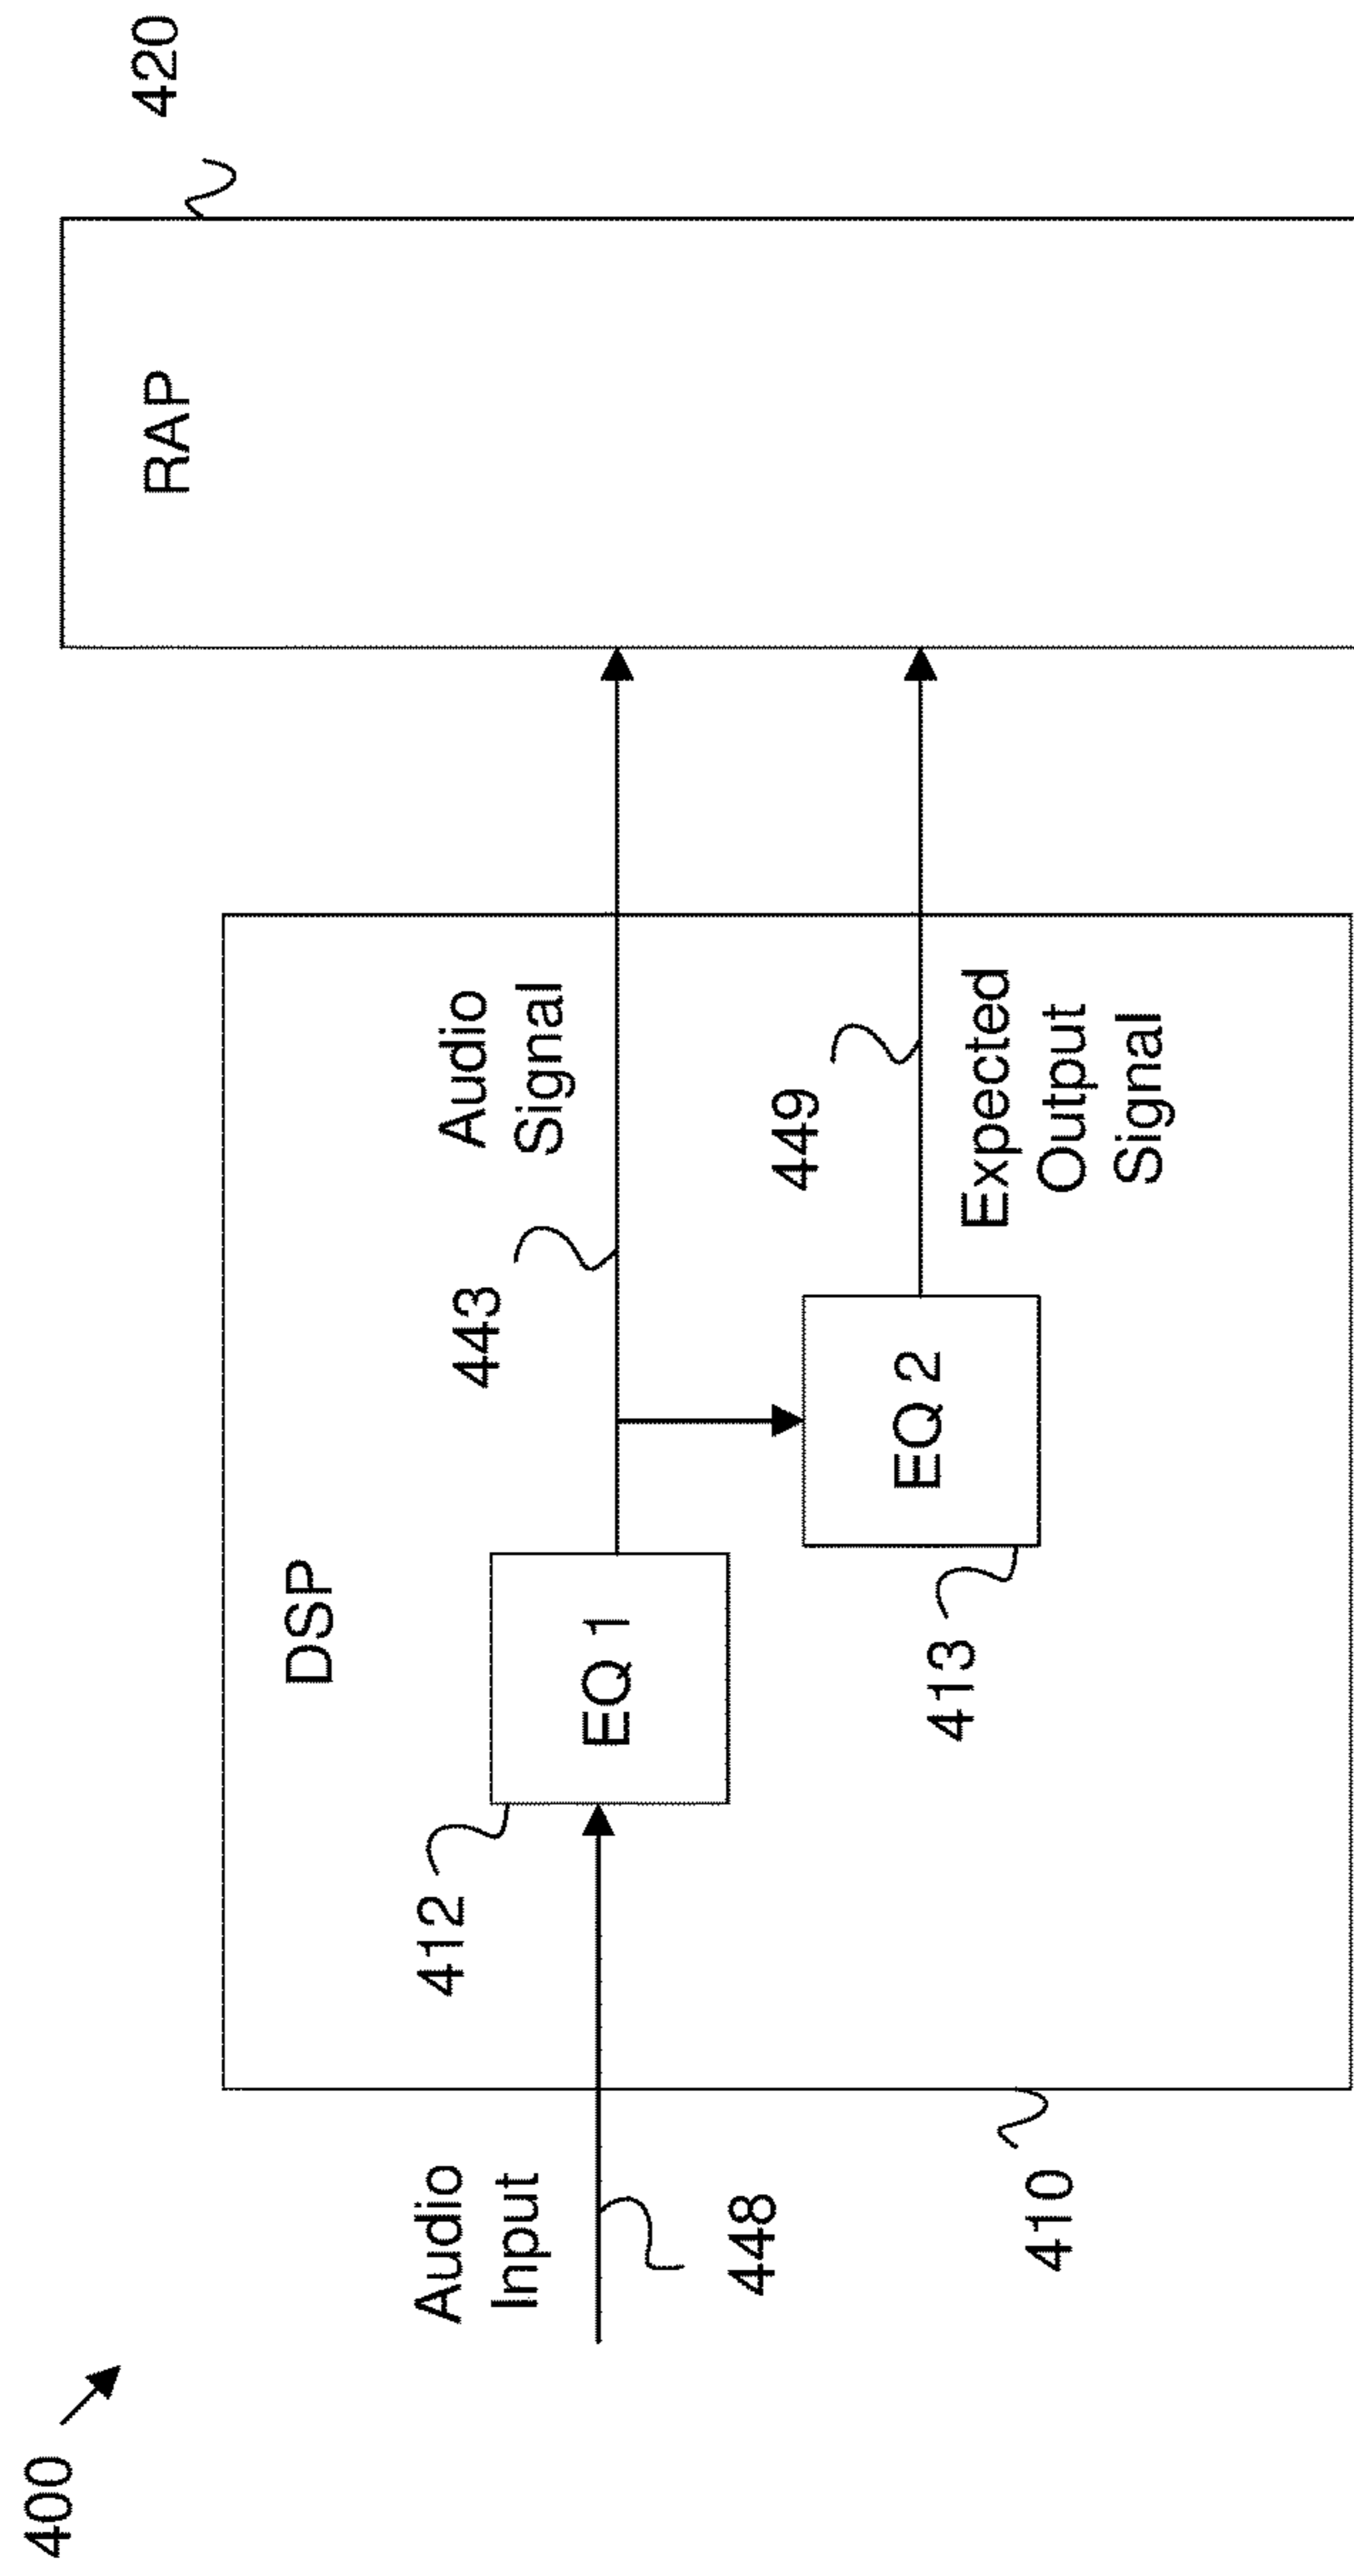 400
420
RAP
DSP
Audio
Input
448
412
EQ 1
443
Audio
Signal
413
EQ 2
449
Expected
Output
Signal
410